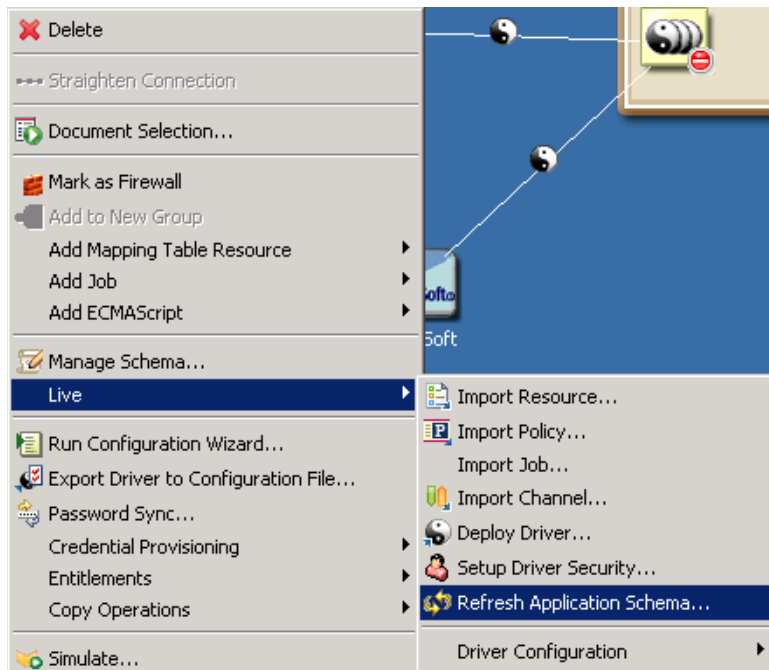 Delete
Straighten Connection
Document Selection...
Mark as Firewall
Add to New Group
Add Mapping Table Resource
Add Job
Add ECMAScript
Manage Schema...
Live
Run Configuration Wizard...
Export Driver to Configuration File...
Password Sync...
Credential Provisioning
Entitlements
Copy Operations
Simulate...
Soft
Soft
Import Resource...
Import Policy...
Import Job...
Import Channel...
Deploy Driver...
Setup Driver Security...
Refresh Application Schema...
Driver Configuration